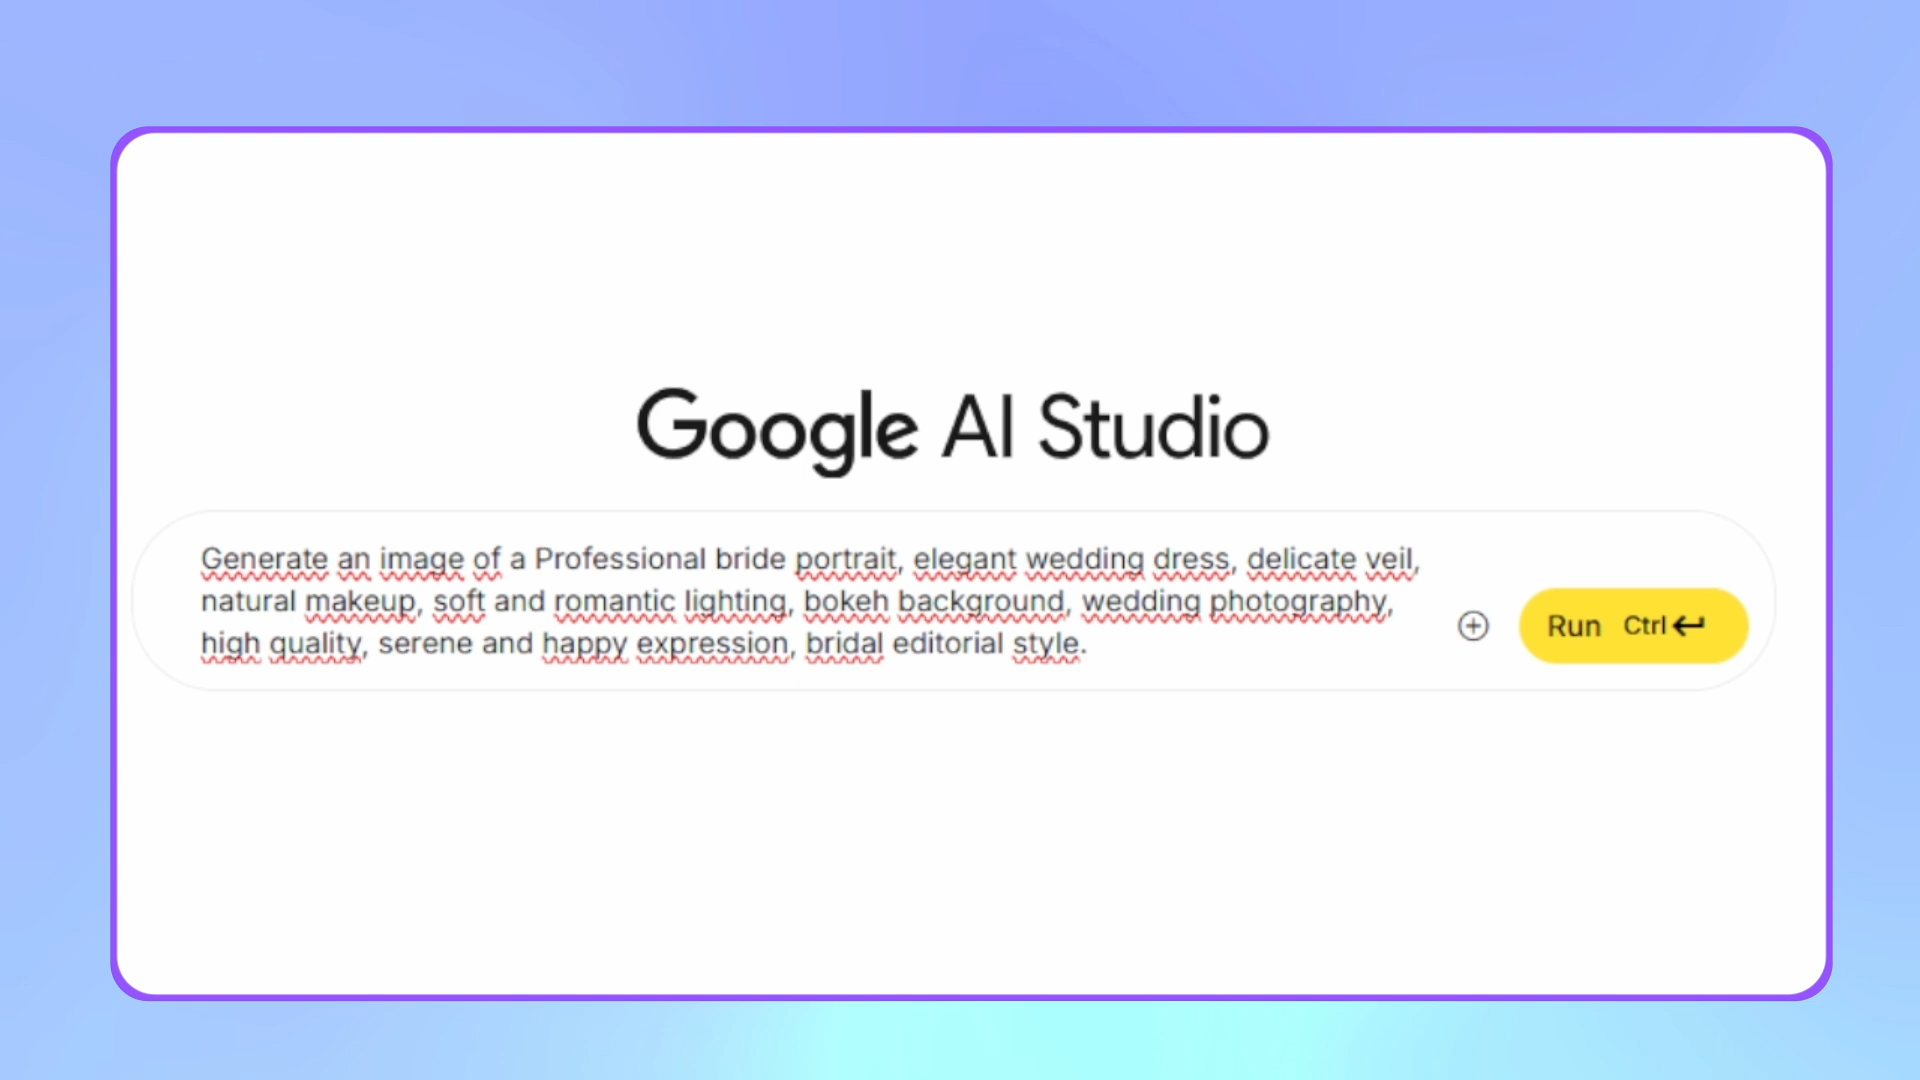 Google AI Studio
Generate an image of a Professional bride portrait, elegant wedding dress, delicate veil,
natural makeup, soft and romantic lighting, bokeh background, wedding photography,
high quality, serene and happy expression, bridal editorial style.
Run Ctrl